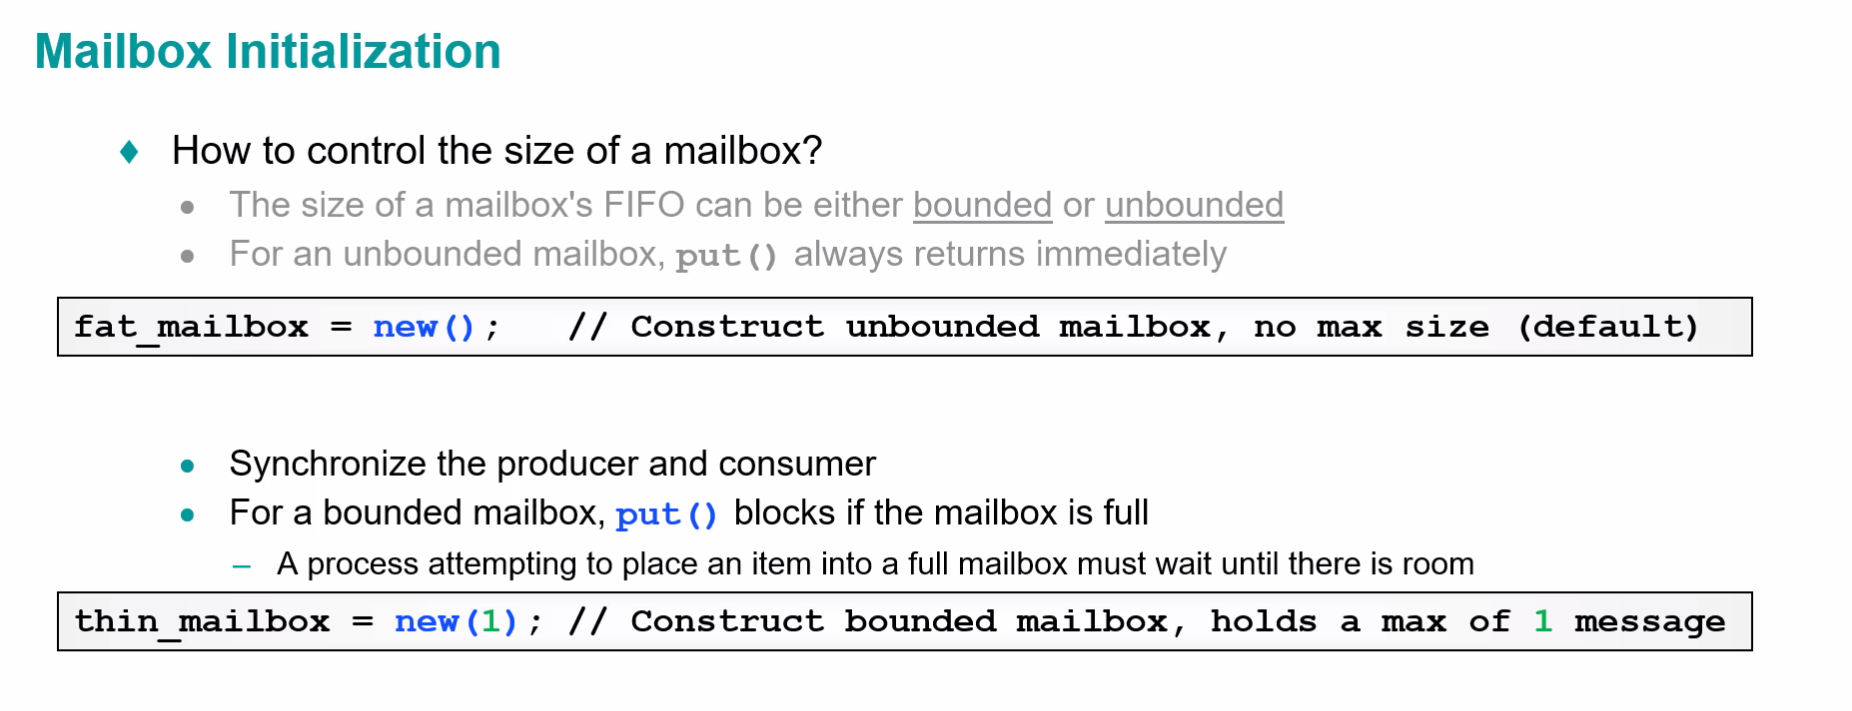 Mailbox Initialization
How to control the size of a mailbox?
The size of a mailbox's FIFO can be either bounded or unbounded
For an unbounded mailbox, put() always returns immediately
fat_mailbox = new();   // Construct unbounded mailbox, no max size (default)
Synchronize the producer and consumer
For a bounded mailbox, put() blocks if the mailbox is full
– A process attempting to place an item into a full mailbox must wait until there is room
thin_mailbox = new(1); // Construct bounded mailbox, holds a max of 1 message